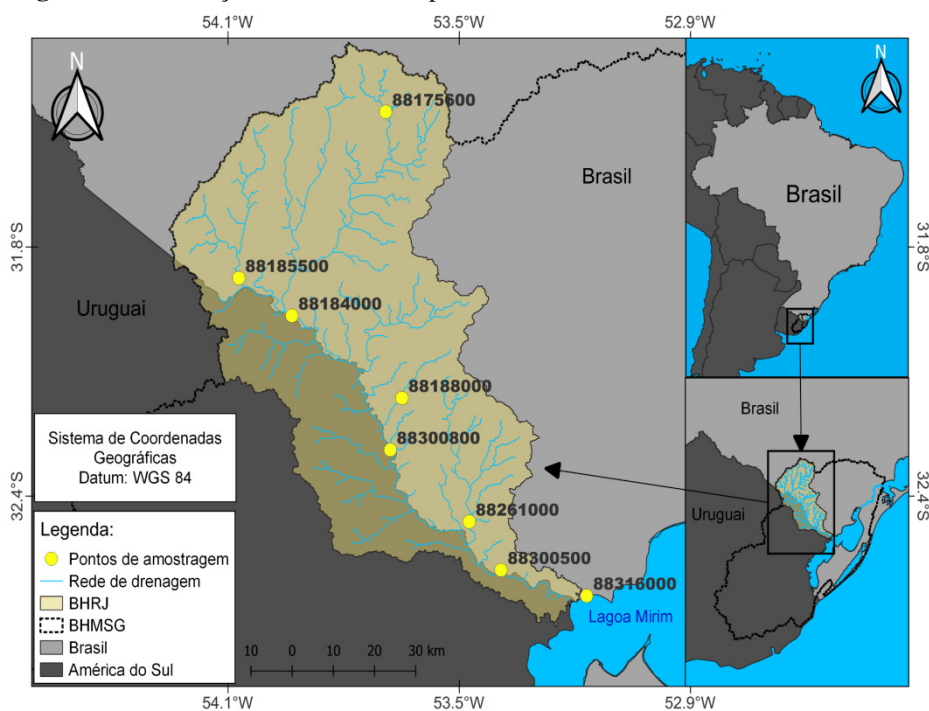 54.1°W
53.5°W
52.9°W
N
N
88175600
Brasil
Brasil
31.8°S
31.8°S
88185500
Uruguai
88184000
88188000
Brasil
Sistema de Coordenadas
Geográficas
Datum: WGS 84
88300800
32.4°S
32.4°S
Uruguai
88261000
Legenda:
Pontos de amostragem
Rede de drenagem
BHRJ
BHMSG
Brasil
América do Sul
88300500
88316000
Lagoa Mirim
10 0 10 20 30 km
54.1°W
53.5°W
52.9°W